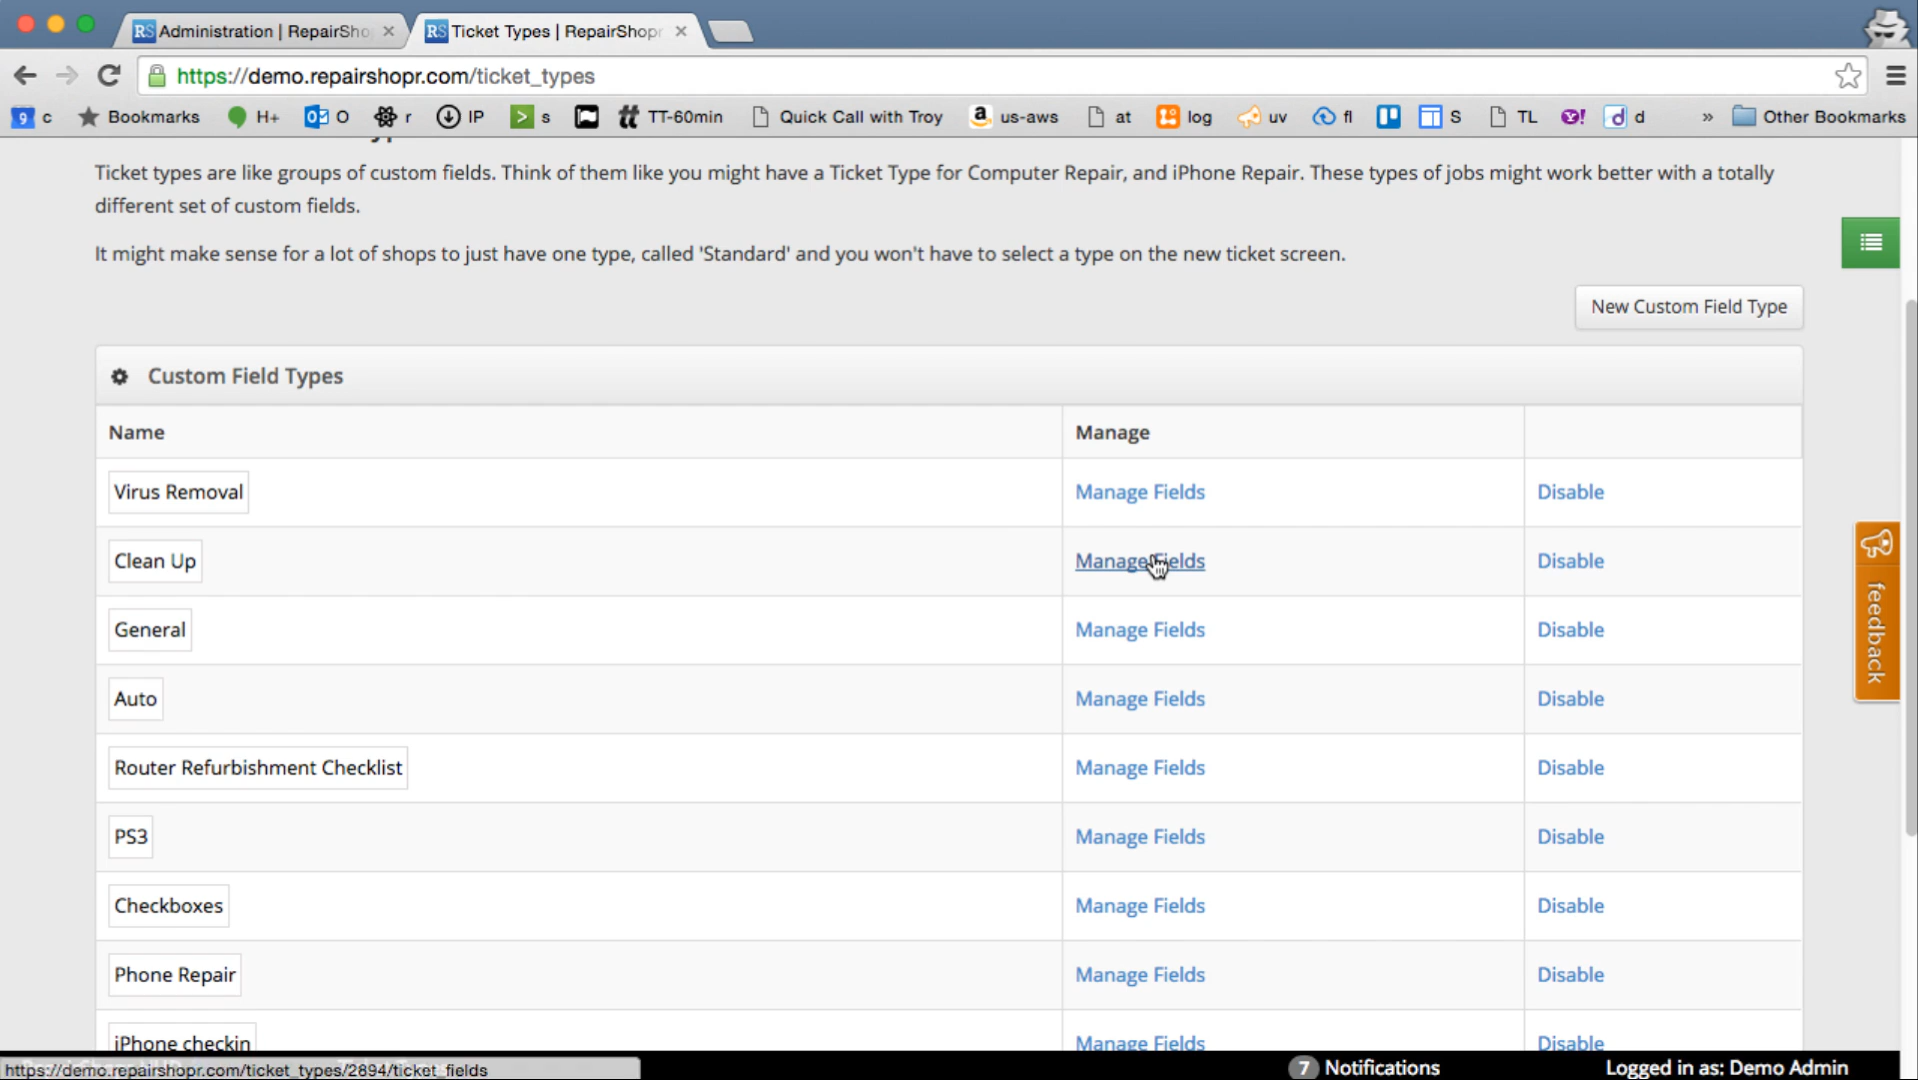 RS Administration | RepairSho
RS Ticket Types | RepairShopr
https://demo.repairshopr.com/ticket_types
9 c Bookmarks H+ O r IP s TT-60min Quick Call with Troy us-aws at log uv fl S TL d » Other Bookmarks
Ticket types are like groups of custom fields. Think of them like you might have a Ticket Type for Computer Repair, and iPhone Repair. These types of jobs might work better with a totally
different set of custom fields.
It might make sense for a lot of shops to just have one type, called 'Standard' and you won't have to select a type on the new ticket screen.
New Custom Field Type
Custom Field Types
Name Manage
Virus Removal Manage Fields Disable
Clean Up Manage Fields Disable
General Manage Fields Disable
Auto Manage Fields Disable
Router Refurbishment Checklist Manage Fields Disable
PS3 Manage Fields Disable
Checkboxes Manage Fields Disable
Phone Repair Manage Fields Disable
iPhone checkin Manage Fields Disable
feedback
https://demo.repairshopr.com/ticket_types/2894/ticket_fields
7 Notifications Logged in as: Demo Admin